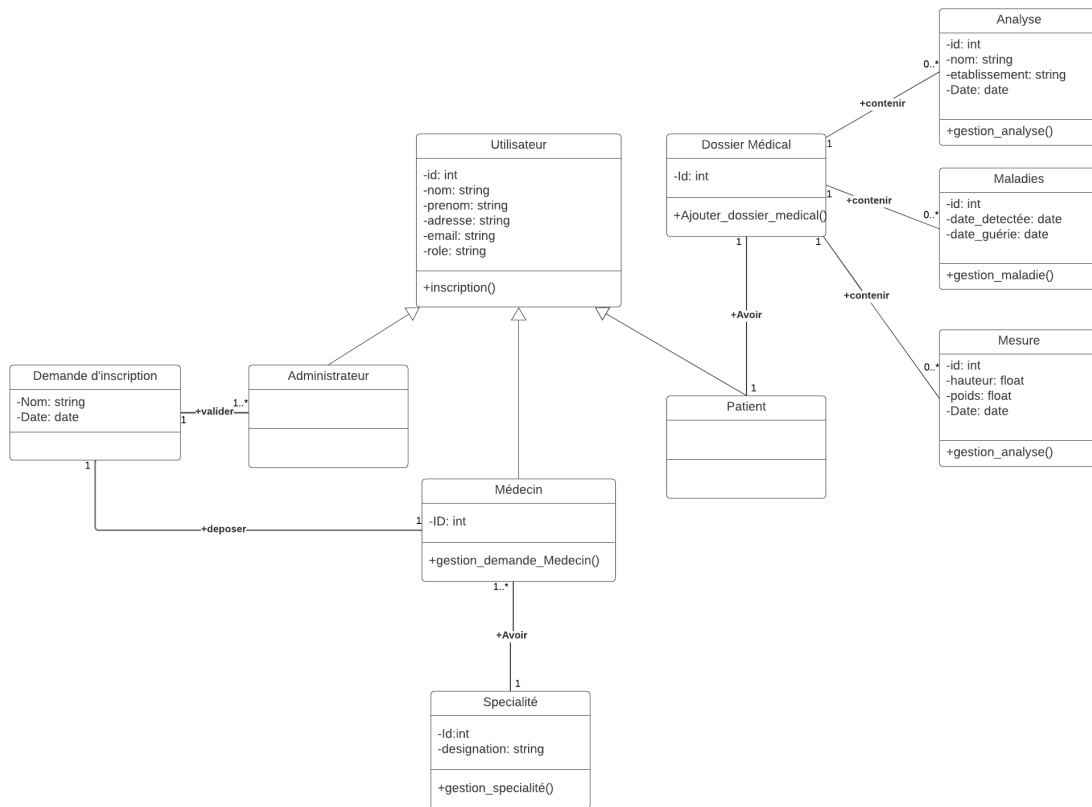 Analyse
-id: int
-nom: string
-etablissement: string
-Date: date
+gestion_analyse()
0..*
+contenir
1
Utilisateur
-id: int
-nom: string
-prenom: string
-adresse: string
-email: string
-role: string
+inscription()
Dossier Médical
-Id: int
+Ajouter_dossier_medical()
1
+contenir
0..*
Maladies
-id: int
-date_detectée: date
-date_guérie: date
+gestion_maladie()
1
1
+contenir
0..*
+Avoir
1
Mesure
-id: int
-hauteur: float
-poids: float
-Date: date
+gestion_analyse()
Demande d'inscription
-Nom: string
-Date: date
1
+valider
1..*
Administrateur
Patient
1
+deposer
1
Médecin
-ID: int
+gestion_demande_Medecin()
1..*
+Avoir
1
Specialité
-Id:int
-designation: string
+gestion_specialité()